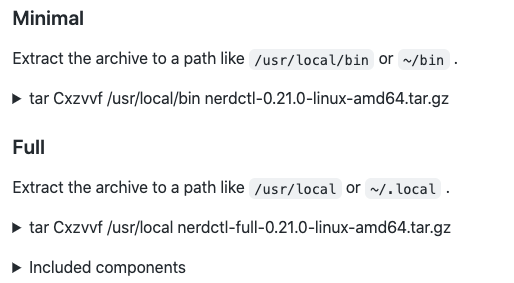 Minimal
Extract the archive to a path like /usr/local/bin or ~/bin .
tar Cxzvvf /usr/local/bin nerdctl-0.21.0-linux-amd64.tar.gz
Full
Extract the archive to a path like /usr/local or ~/.local .
tar Cxzvvf /usr/local nerdctl-full-0.21.0-linux-amd64.tar.gz
Included components